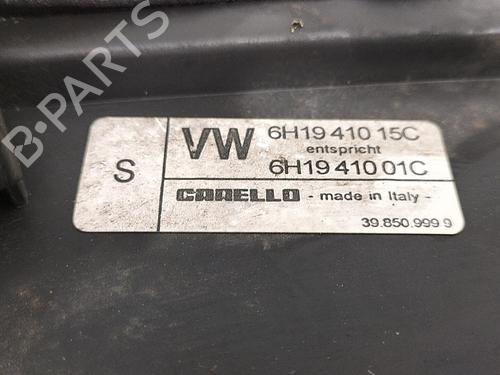 S
VW
6H19 410 15C
entspricht
6H19 410 01C
CARELLO - made in Italy -
39.850.999 9
B-PARTS